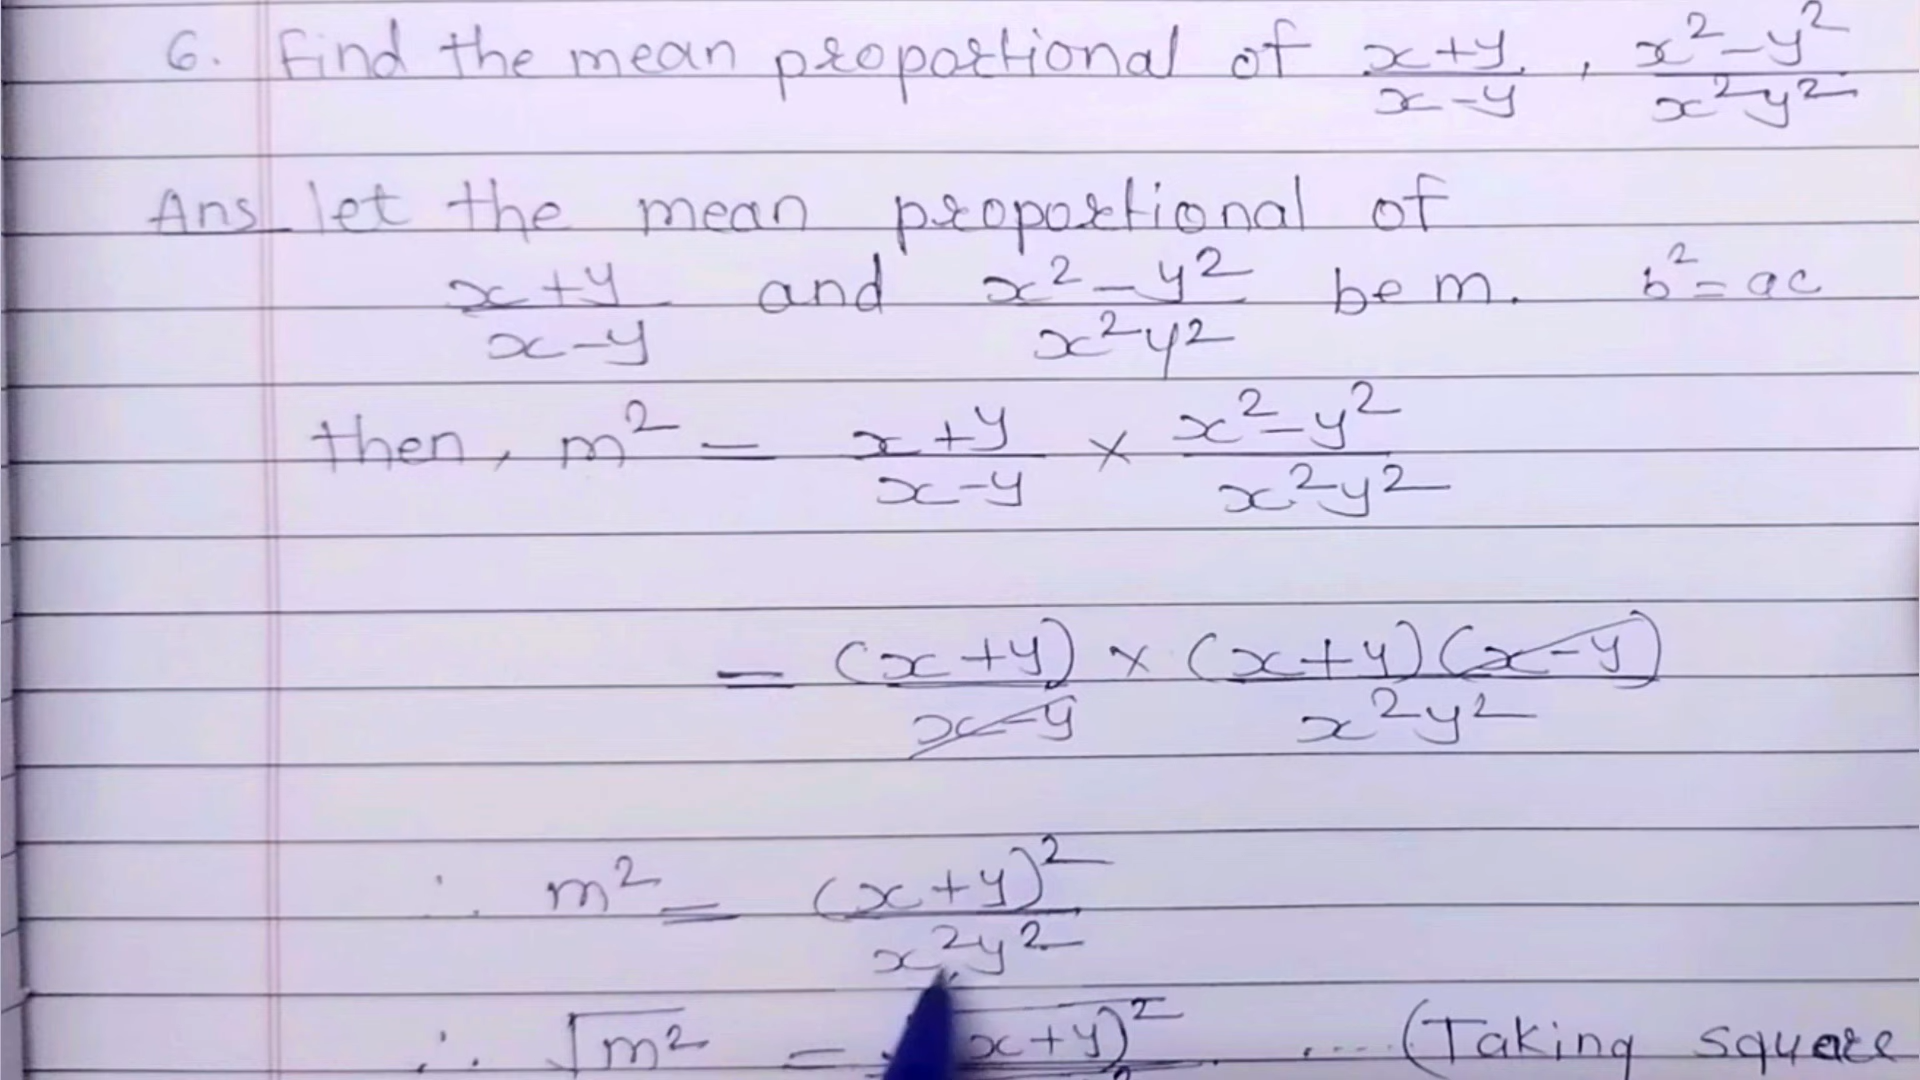 6. Find the mean proportional of x+y/x-y , x²-y²/x²y²
Ans let the mean proportional of
x+y/x-y and x²-y²/x²y² be m. b²=ac
then, m² = x+y/x-y × x²-y²/x²y²
= (x+y)/x-y × (x+y)(x-y)/x²y²
∴ m² = (x+y)²/x²y²
∴ √m² = x+y)² .... (Taking square